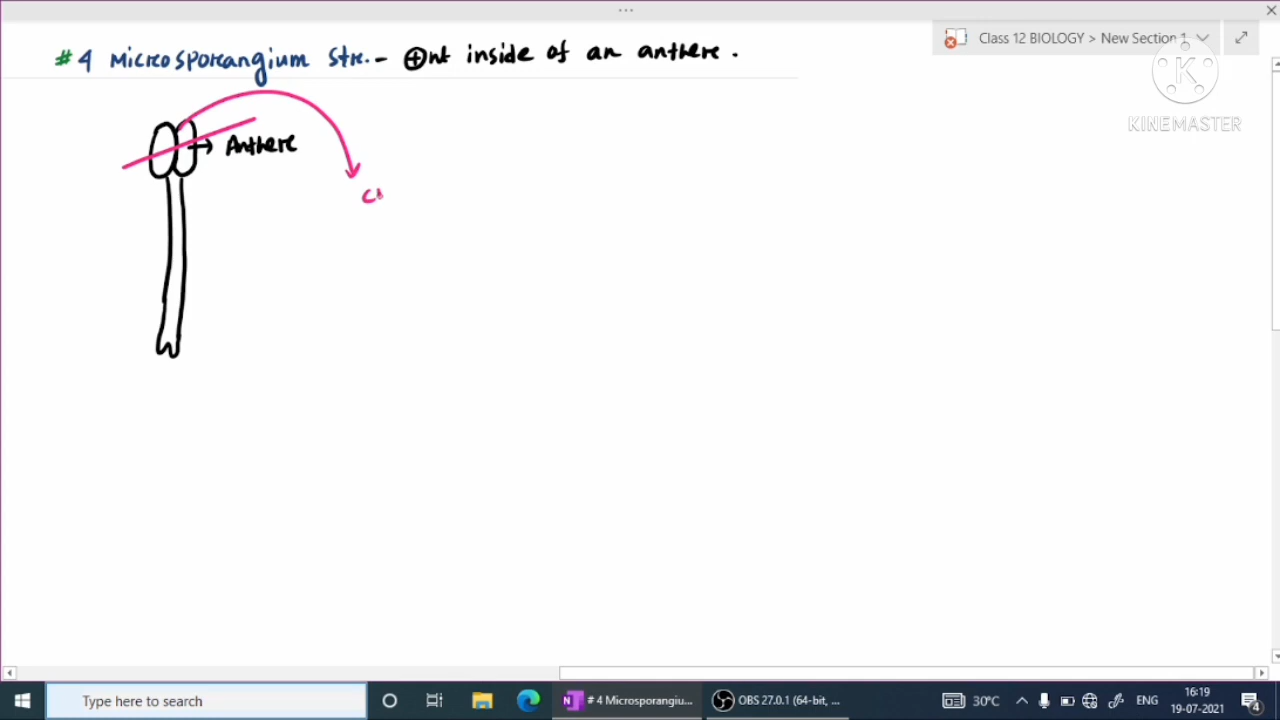 ...
# 4 Microsporangium Str. - ⊕nt inside of an anthere.
Class 12 BIOLOGY > New Section 1
K
KINEMASTER
→ Anthere
Type here to search
# 4 Microsporangiu...
OBS 27.0.1 (64-bit, ...
30°C
ENG
16:19
19-07-2021
4